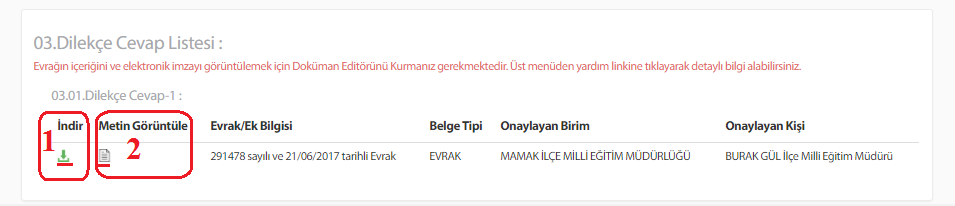 03.Dilekçe Cevap Listesi :
Evrağın içeriğini ve elektronik imzayı görüntülemek için Doküman Editörünü Kurmanız gerekmektedir. Üst menüden yardım linkine tıklayarak detaylı bilgi alabilirsiniz.
03.01.Dilekçe Cevap-1 :
İndir Metin Görüntüle Evrak/Ek Bilgisi Belge Tipi Onaylayan Birim Onaylayan Kişi
1 2 291478 sayılı ve 21/06/2017 tarihli Evrak EVRAK MAMAK İLÇE MİLLİ EĞİTİM MÜDÜRLÜĞÜ BURAK GÜL İlçe Milli Eğitim Müdürü